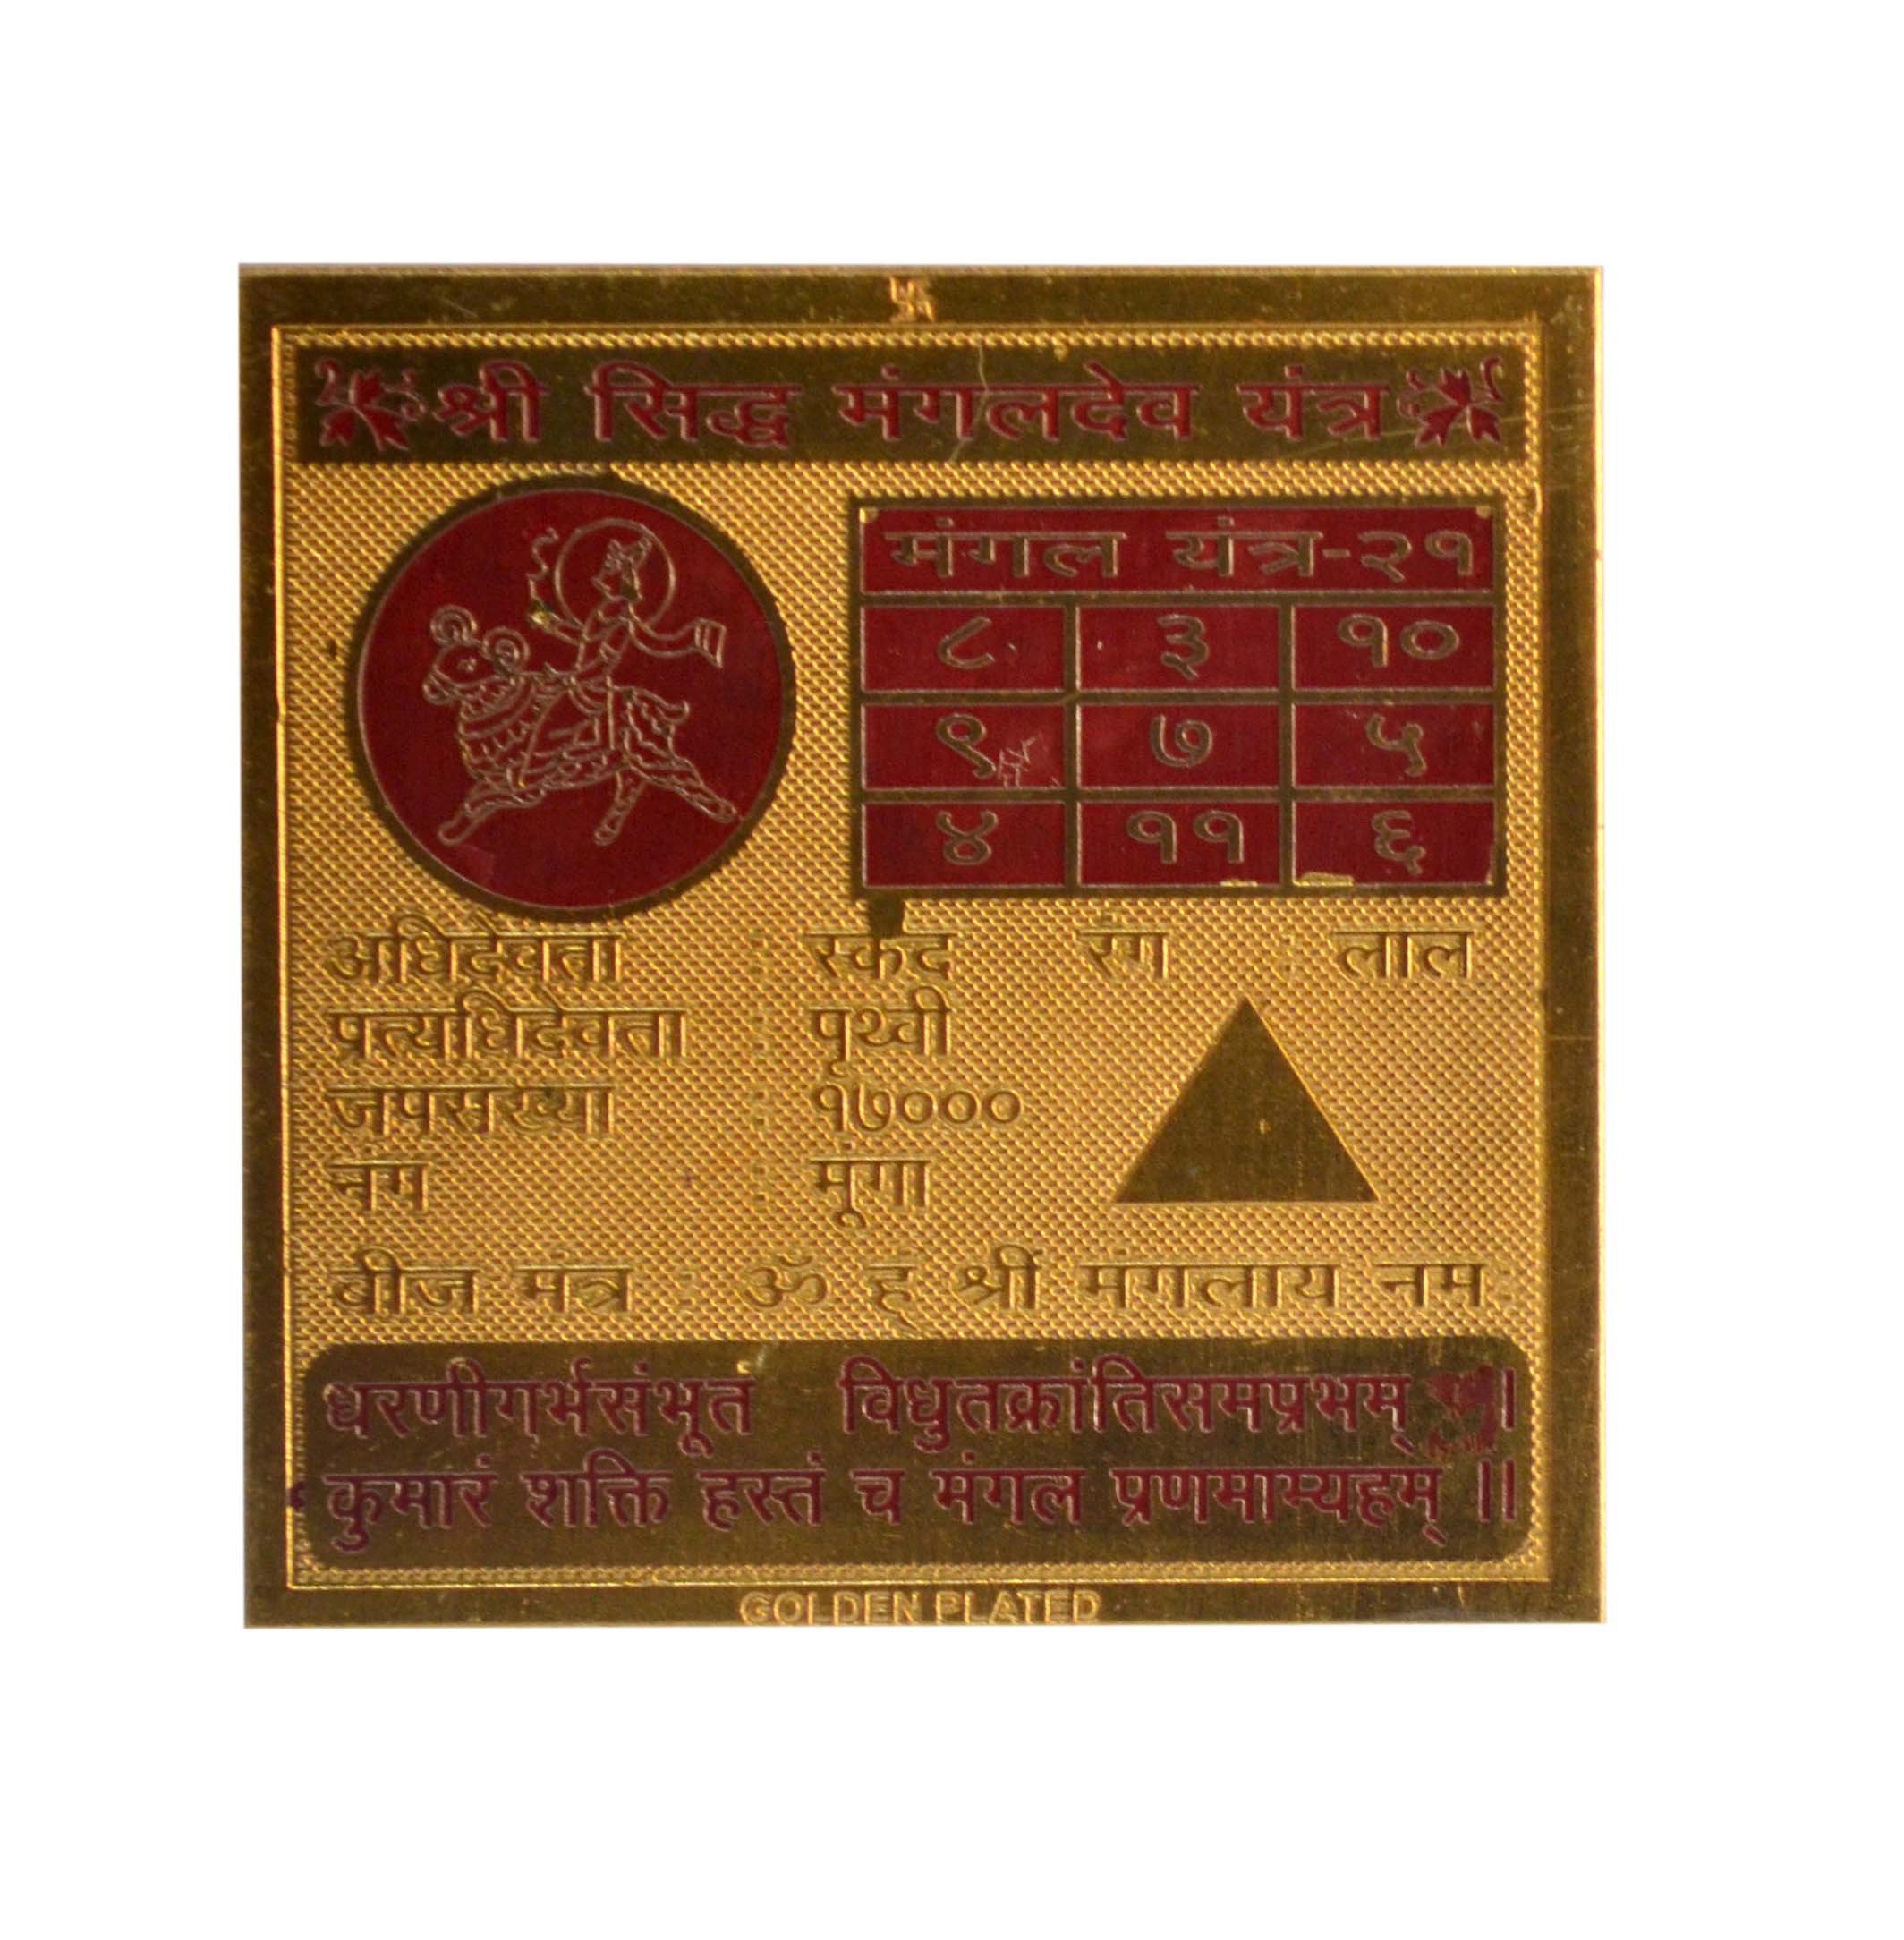 श्री सिद्ध मंगलदेव यंत्र
मंगल यंत्र-२१
८ ३ १०
९ ७ ५
४ ११ ६
अधिदेवता : स्कंद रंग : लाल
पत्यधिदेवता : पृथ्वी
जपसंख्या : १७०००
नग : मूंगा
बीज मंत्र : ॐ हं श्रीं मंगलाय नम:
धरणीगर्भसंभूतं विधुतक्रांतिसमप्रभम् ।
कुमारं शक्ति हस्तं च मंगल प्रणमाम्यहम् ।।
GOLDEN PLATED